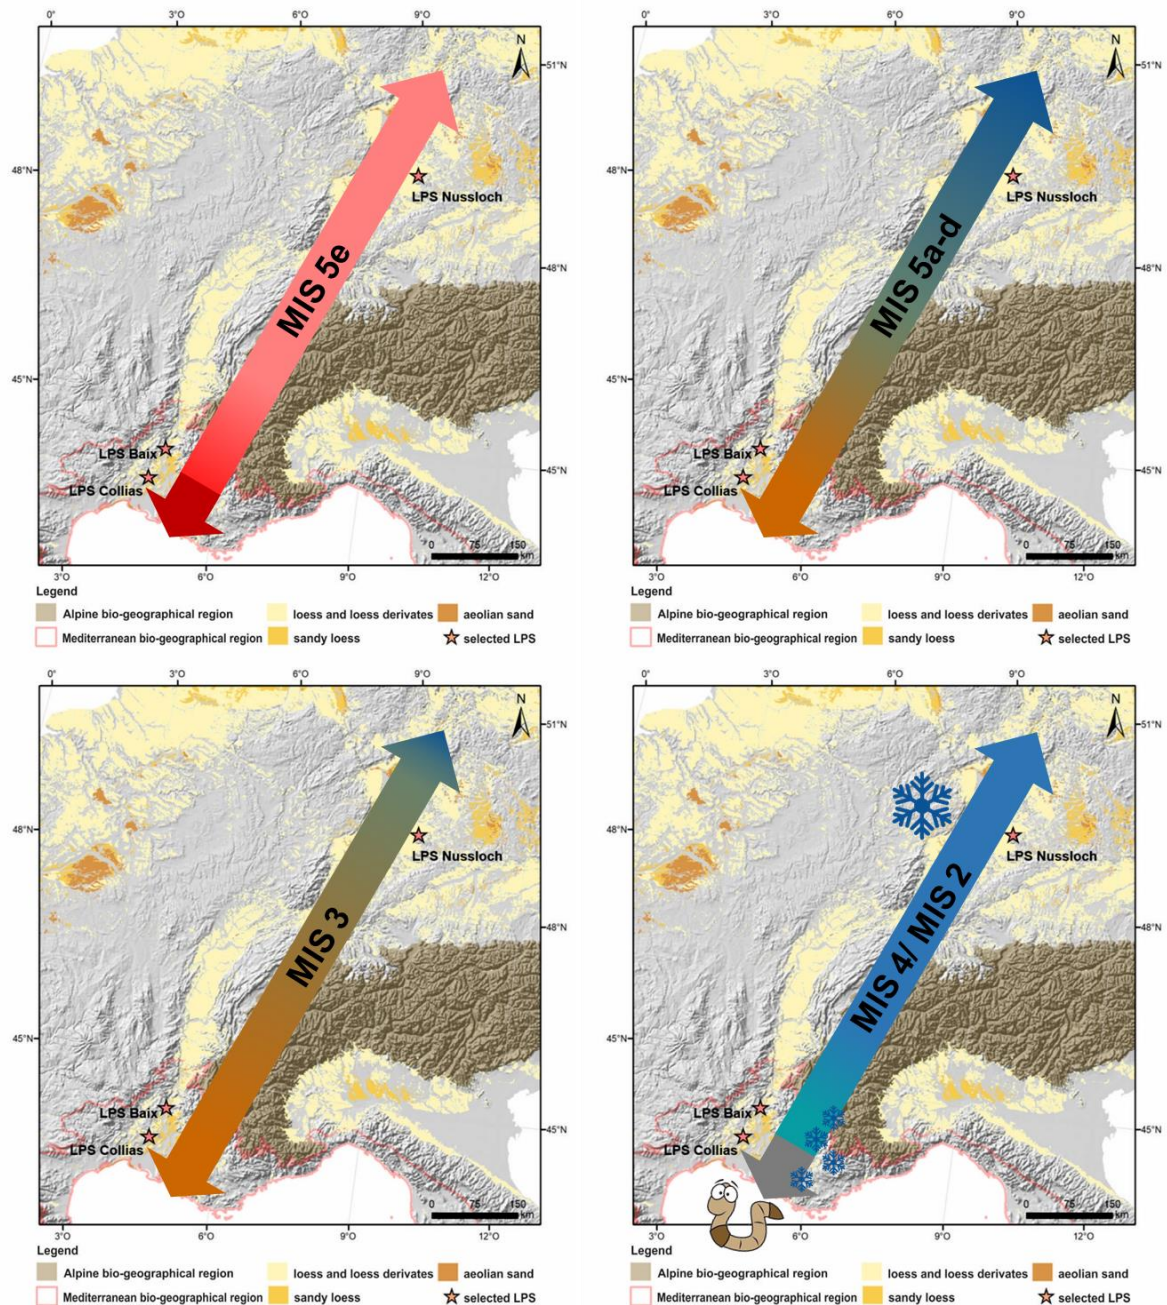 0° 3°O 6°O 9°O
N
51°N
48°N
LPS Nussloch
MIS 5e
48°N
45°N
LPS Baix
45°N
LPS Collias
0 75 150
km
3°O 6°O 9°O 12°O
Legend
Alpine bio-geographical region loess and loess derivates aeolian sand
Mediterranean bio-geographical region sandy loess selected LPS
0° 3°O 6°O 9°O
N
51°N
48°N
LPS Nussloch
MIS 5a-d
48°N
45°N
LPS Baix
45°N
LPS Collias
0 75 150
km
3°O 6°O 9°O 12°O
Legend
Alpine bio-geographical region loess and loess derivates aeolian sand
Mediterranean bio-geographical region sandy loess selected LPS
0° 3°O 9°O
N
51°N
48°N
LPS Nussloch
MIS 3
48°N
45°N
LPS Baix
45°N
LPS Collias
0 75 150
km
3°O 6°O 9°O 12°O
Legend
Alpine bio-geographical region loess and loess derivates aeolian sand
Mediterranean bio-geographical region sandy loess selected LPS
0° 3°O 6°O 9°O
N
51°N
48°N
LPS Nussloch
MIS 4/ MIS 2
48°N
45°N
LPS Baix
45°N
LPS Collias
0 75 150
km
3°O 6°O 9°O 12°O
Legend
Alpine bio-geographical region loess and loess derivates aeolian sand
Mediterranean bio-geographical region sandy loess selected LPS